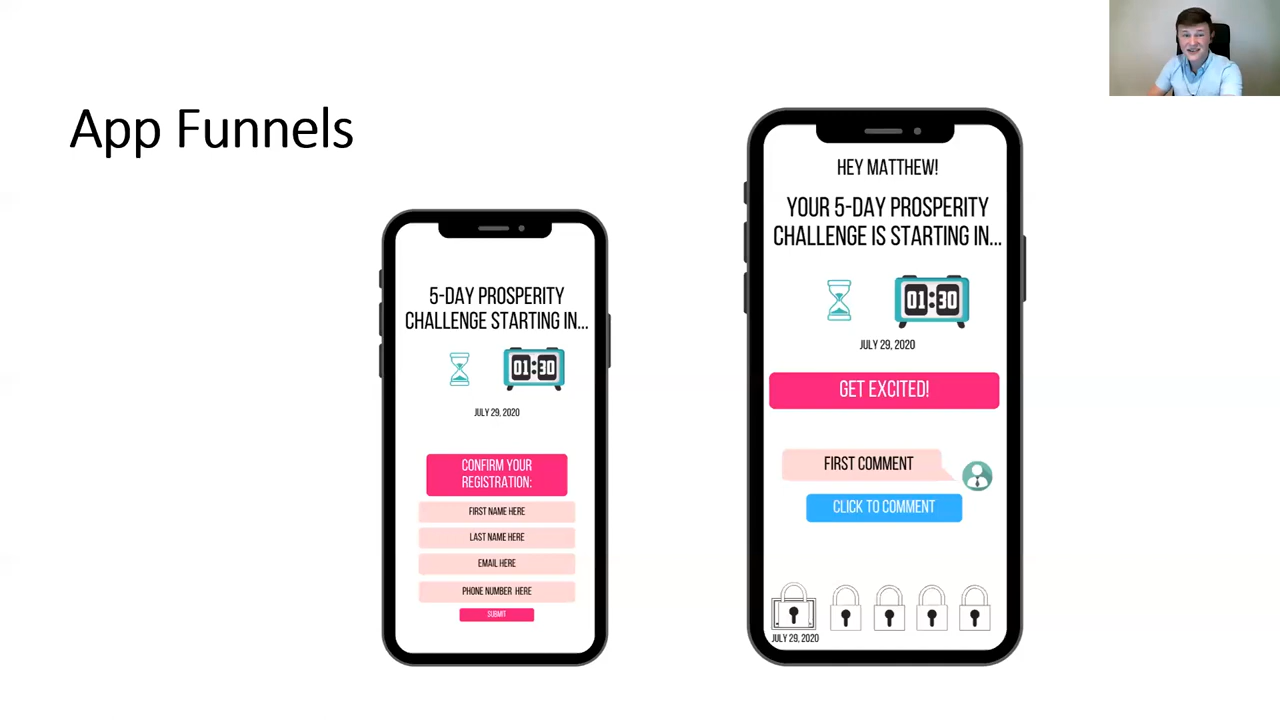 App Funnels
5-DAY PROSPERITY
CHALLENGE STARTING IN...
01:30
JULY 29, 2020
CONFIRM YOUR
REGISTRATION:
FIRST NAME HERE
LAST NAME HERE
EMAIL HERE
PHONE NUMBER HERE
SUBMIT
HEY MATTHEW!
YOUR 5-DAY PROSPERITY
CHALLENGE IS STARTING IN...
01:30
JULY 29, 2020
GET EXCITED!
FIRST COMMENT
CLICK TO COMMENT
JULY 29, 2020